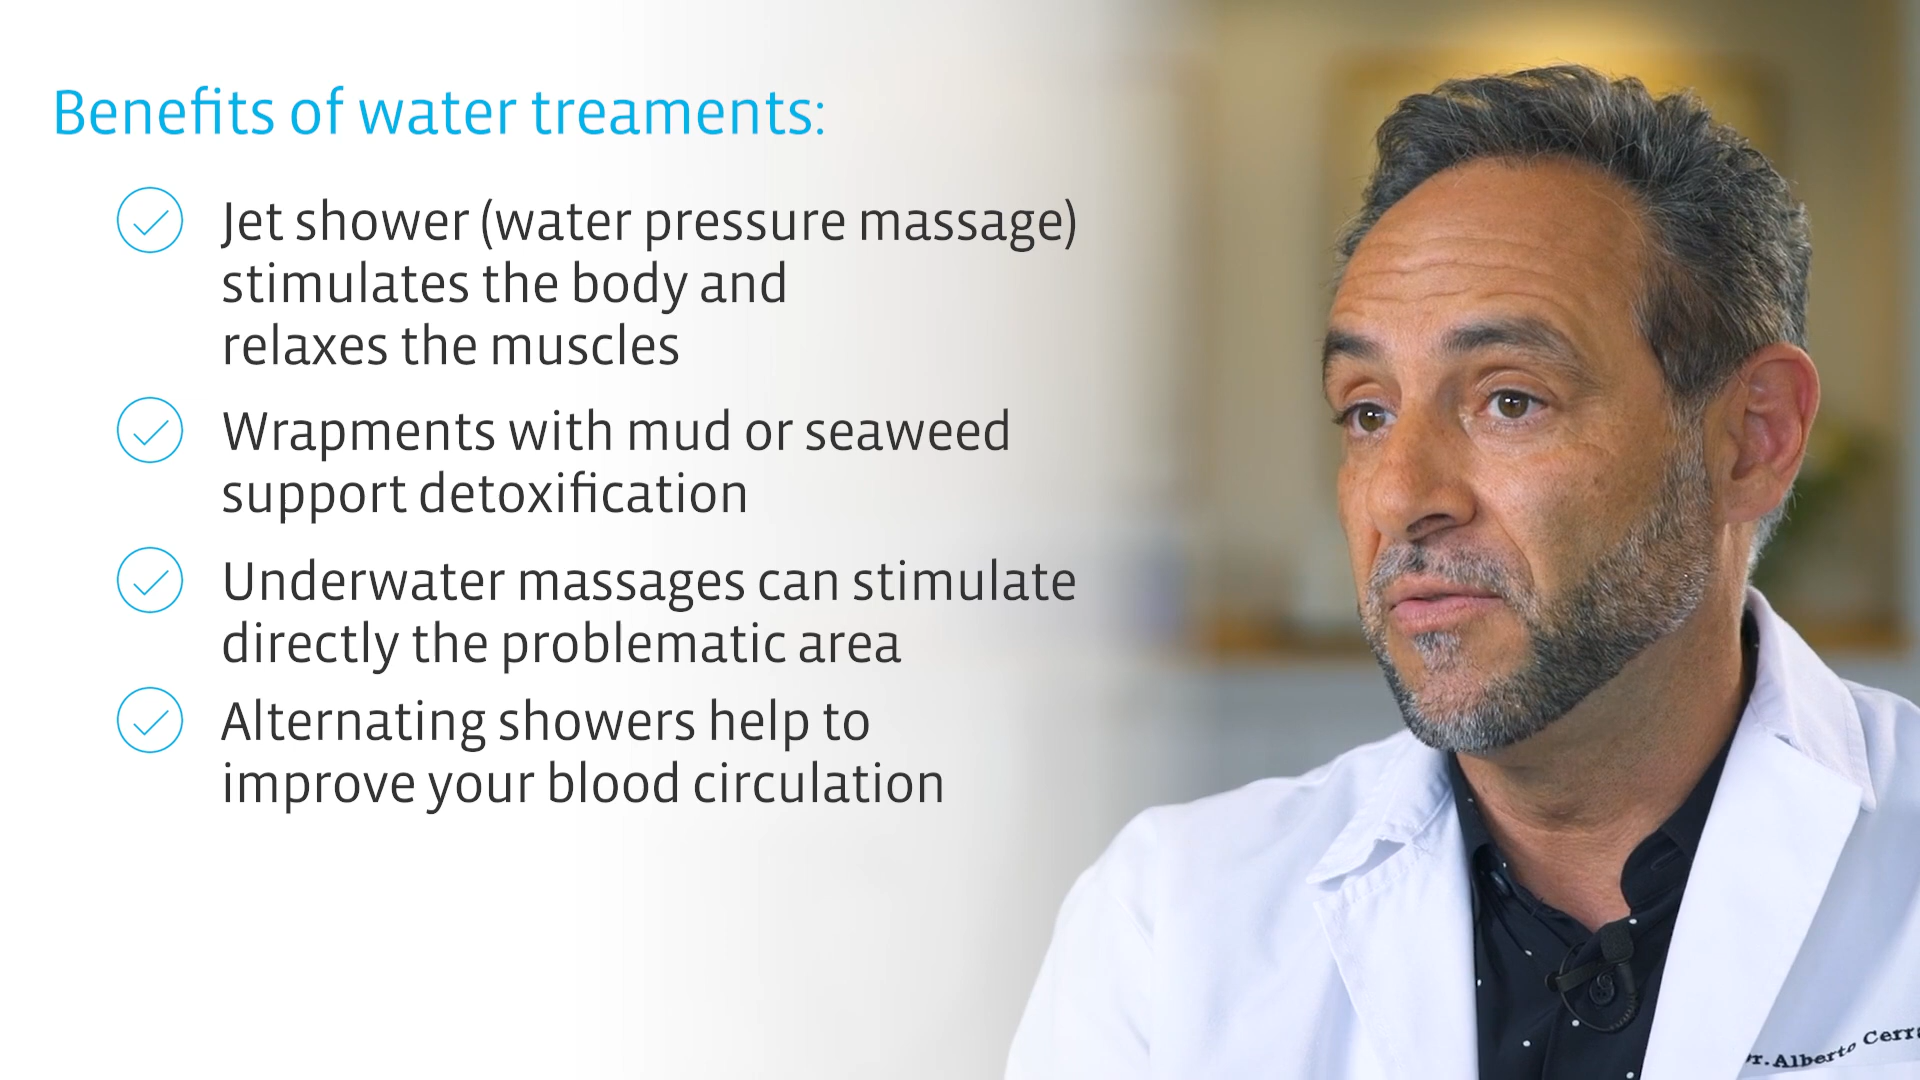 Benefits of water treaments:
Jet shower (water pressure massage)
stimulates the body and
relaxes the muscles
Wrapments with mud or seaweed
support detoxification
Underwater massages can stimulate
directly the problematic area
Alternating showers help to
improve your blood circulation
Alberto